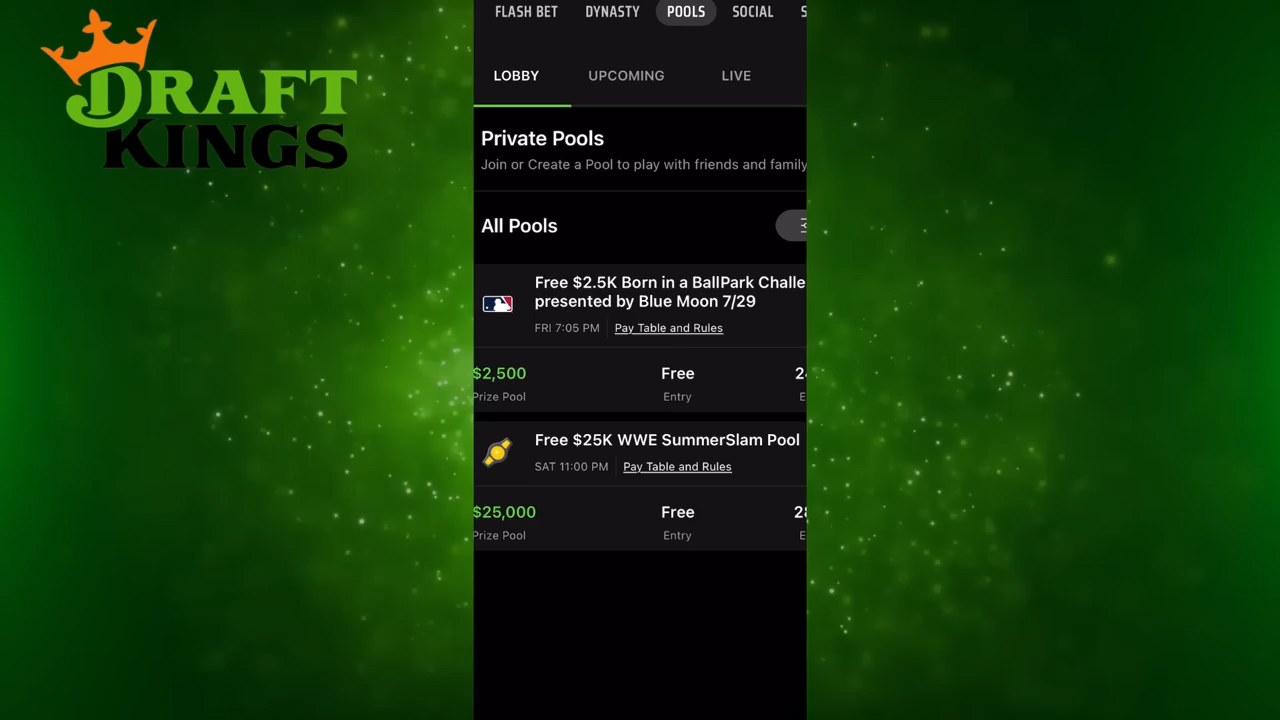 DRAFT
KINGS
FLASH BET DYNASTY POOLS SOCIAL S
LOBBY UPCOMING LIVE
Private Pools
Join or Create a Pool to play with friends and family
All Pools
Free $2.5K Born in a BallPark Challe
presented by Blue Moon 7/29
FRI 7:05 PM Pay Table and Rules
$2,500 Free 2
Prize Pool Entry E
Free $25K WWE SummerSlam Pool
SAT 11:00 PM Pay Table and Rules
$25,000 Free 28
Prize Pool Entry E